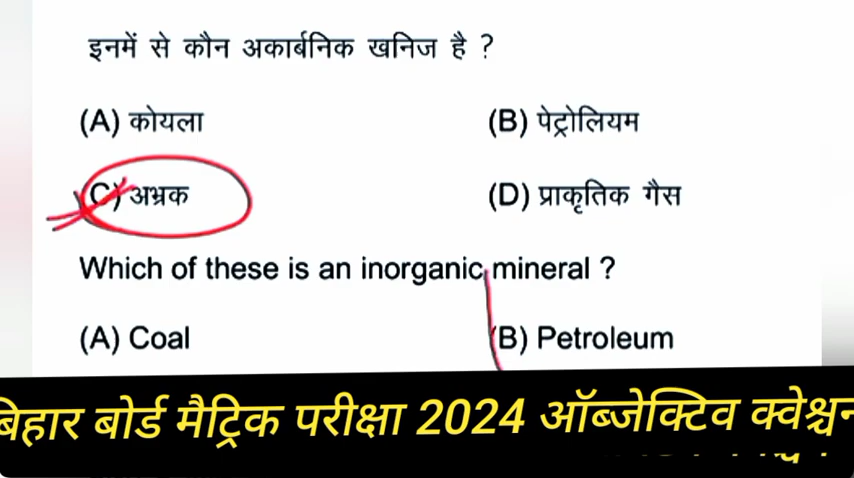 इनमें से कौन अकार्बनिक खनिज है ?
(A) कोयला (B) पेट्रोलियम
(C) अभ्रक (D) प्राकृतिक गैस
Which of these is an inorganic mineral ?
(A) Coal (B) Petroleum
बिहार बोर्ड मैट्रिक परीक्षा 2024 ऑब्जेक्टिव क्वेश्चन